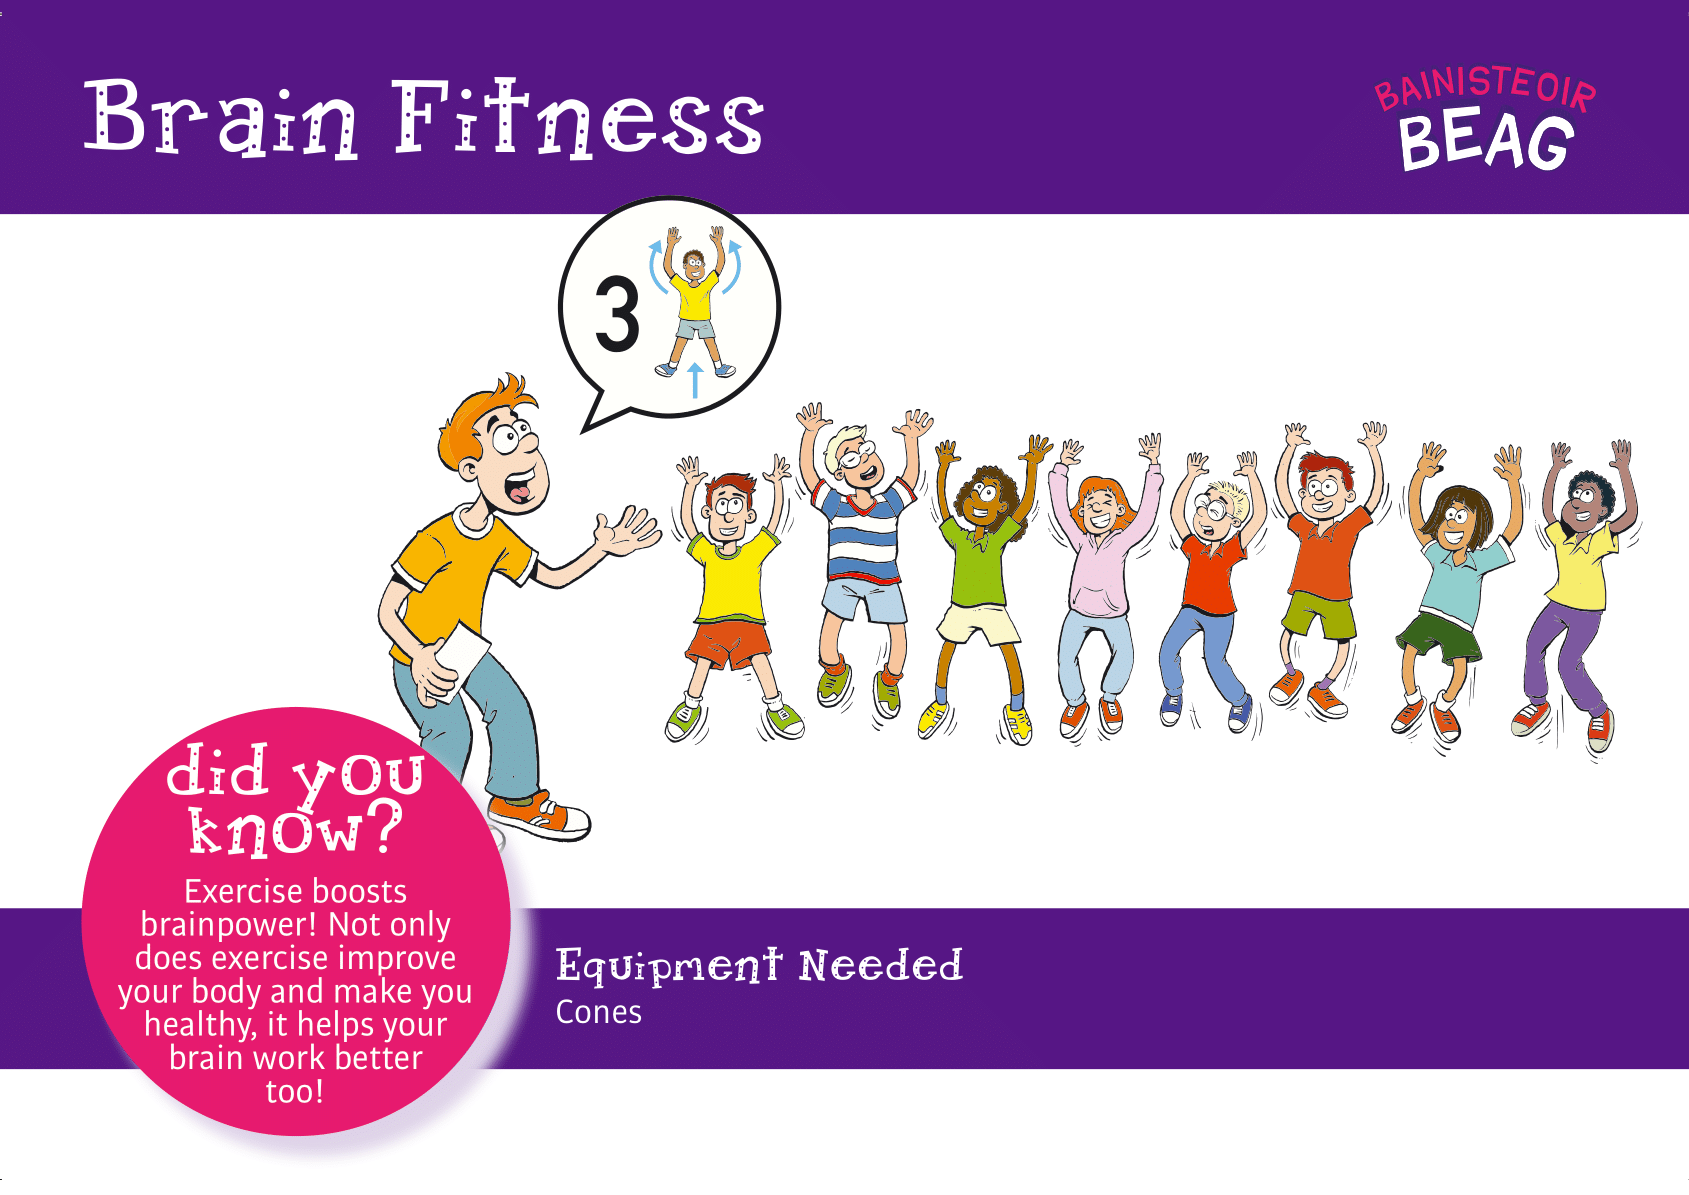 Brain Fitness
BAINISTEOIR
BEAG
3
did you
know?
Exercise boosts
brainpower! Not only
does exercise improve
your body and make you
healthy, it helps your
brain work better
too!
Equipment Needed
Cones